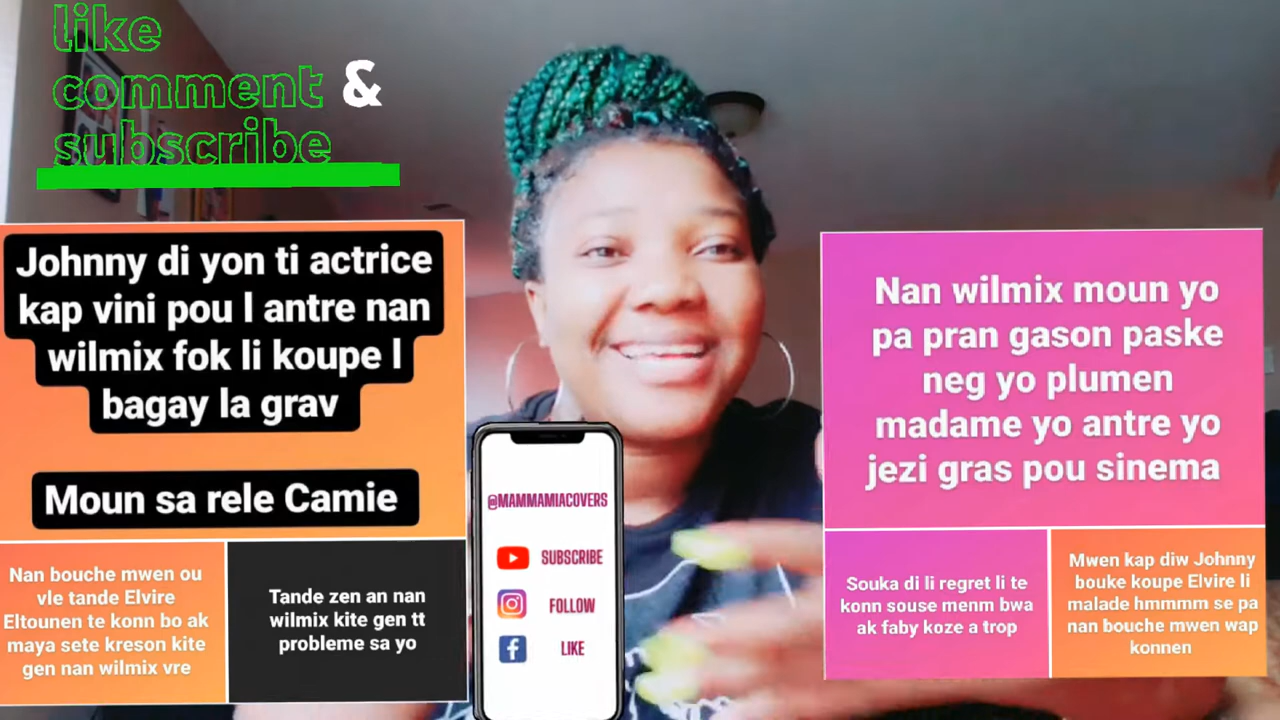 like
comment &
subscribe
Johnny di yon ti actrice
kap vini pou l antre nan
wilmix fok li koupe l
bagay la grav
Moun sa rele Camie
Nan bouche mwen ou
vle tande Elvire
Eltounen te konn bo ak
maya sete kreson kite
gen nan wilmix vre
Tande zen an nan
wilmix kite gen tt
probleme sa yo
@MAMMAMIACOVERS
SUBSCRIBE
FOLLOW
LIKE
Nan wilmix moun yo
pa pran gason paske
neg yo plumen
madame yo antre yo
jezi gras pou sinema
Souka di li regret li te
konn souse menm bwa
ak faby koze a trop
Mwen kap diw Johnny
bouke koupe Elvire li
malade hmmmm se pa
nan bouche mwen wap
konnen